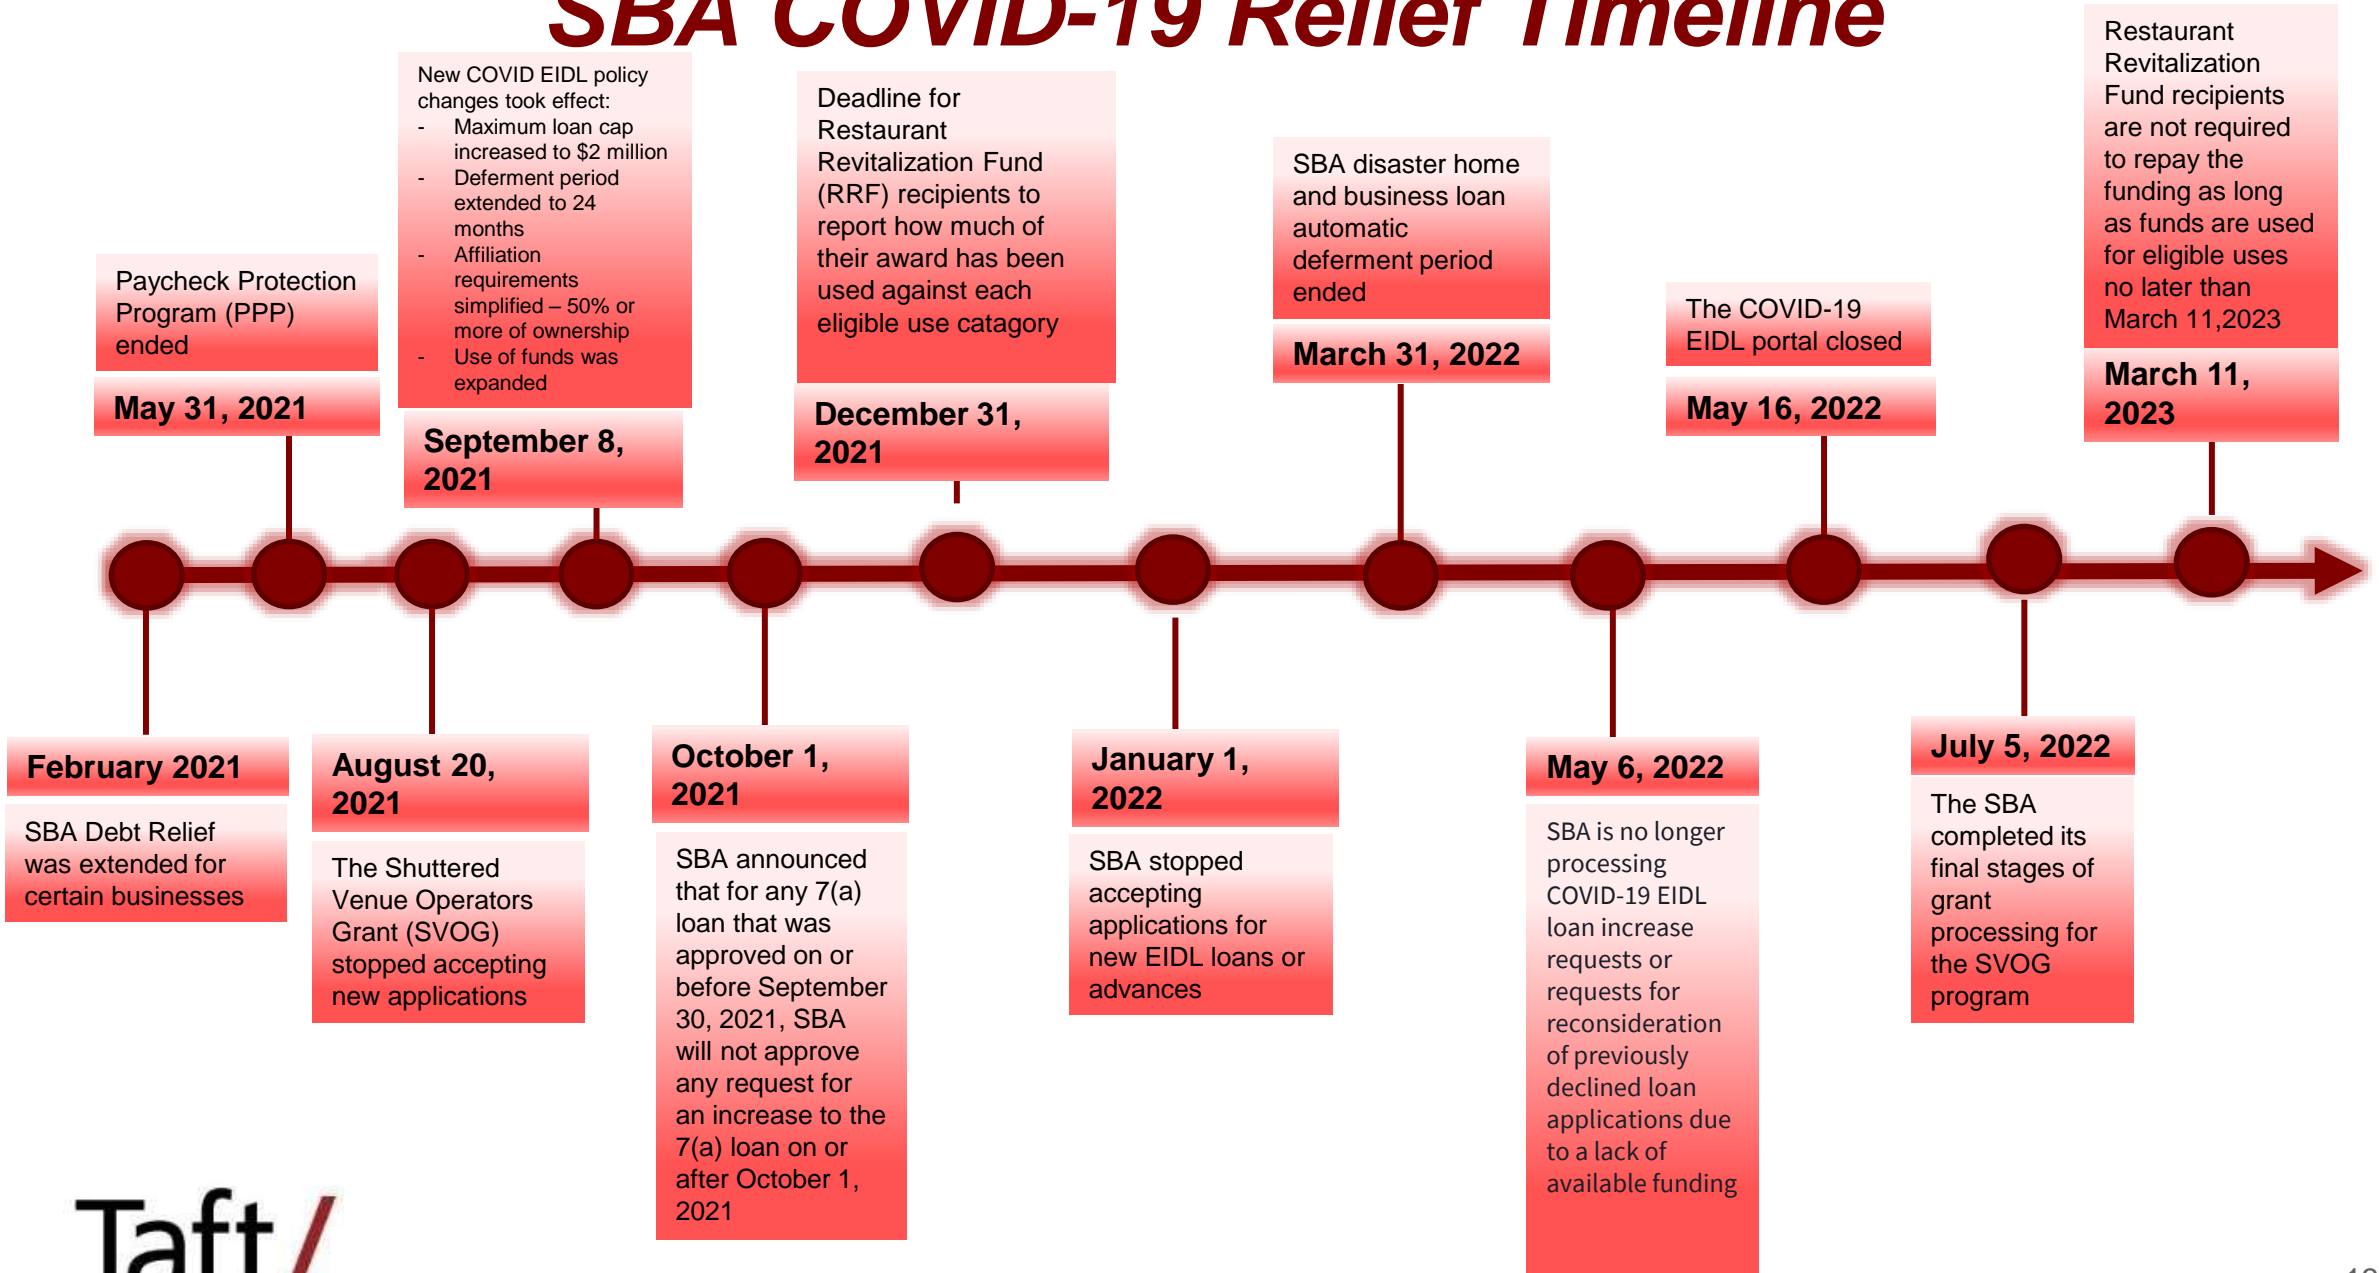 SBA COVID-19 Relief Timeline
Paycheck Protection
Program (PPP)
ended
May 31, 2021
New COVID EIDL policy
changes took effect:
- Maximum loan cap
increased to $2 million
- Deferment period
extended to 24
months
- Affiliation
requirements
simplified – 50% or
more of ownership
- Use of funds was
expanded
September 8,
2021
Deadline for
Restaurant
Revitalization Fund
(RRF) recipients to
report how much of
their award has been
used against each
eligible use catagory
December 31,
2021
SBA disaster home
and business loan
automatic
deferment period
ended
March 31, 2022
The COVID-19
EIDL portal closed
May 16, 2022
Restaurant
Revitalization
Fund recipients
are not required
to repay the
funding as long
as funds are used
for eligible uses
no later than
March 11,2023
March 11,
2023
February 2021
SBA Debt Relief
was extended for
certain businesses
August 20,
2021
The Shuttered
Venue Operators
Grant (SVOG)
stopped accepting
new applications
October 1,
2021
SBA announced
that for any 7(a)
loan that was
approved on or
before September
30, 2021, SBA
will not approve
any request for
an increase to the
7(a) loan on or
after October 1,
2021
January 1,
2022
SBA stopped
accepting
applications for
new EIDL loans or
advances
May 6, 2022
SBA is no longer
processing
COVID-19 EIDL
loan increase
requests or
requests for
reconsideration
of previously
declined loan
applications due
to a lack of
available funding
July 5, 2022
The SBA
completed its
final stages of
grant
processing for
the SVOG
program
Taft/